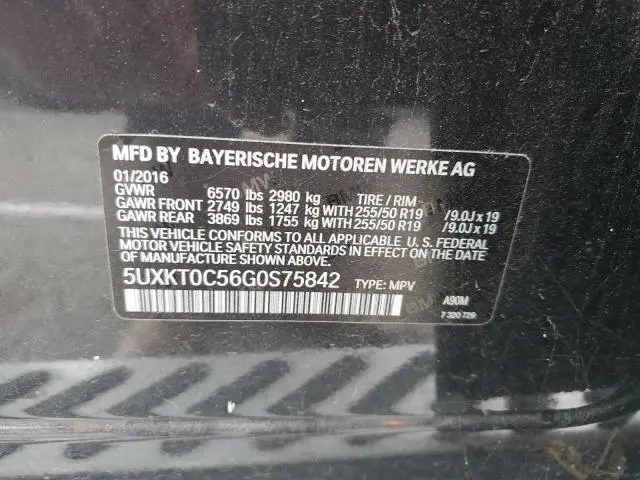 MFD BY BAYERISCHE MOTOREN WERKE AG
01/2016
GVWR 6570 lbs 2980 kg TIRE / RIM
GAWR FRONT 2749 lbs 1247 kg WITH 255/50 R19 /9.0J x 19
GAWR REAR 3869 lbs 1755 kg WITH 255/50 R19 /9.0J x 19
THIS VEHICLE CONFORMS TO ALL APPLICABLE U. S. FEDERAL
MOTOR VEHICLE SAFETY STANDARDS IN EFFECT ON THE DATE
OF MANUFACTURE SHOWN ABOVE.
5UXKT0C56G0S75842 TYPE: MPV
A90M
7 320 729